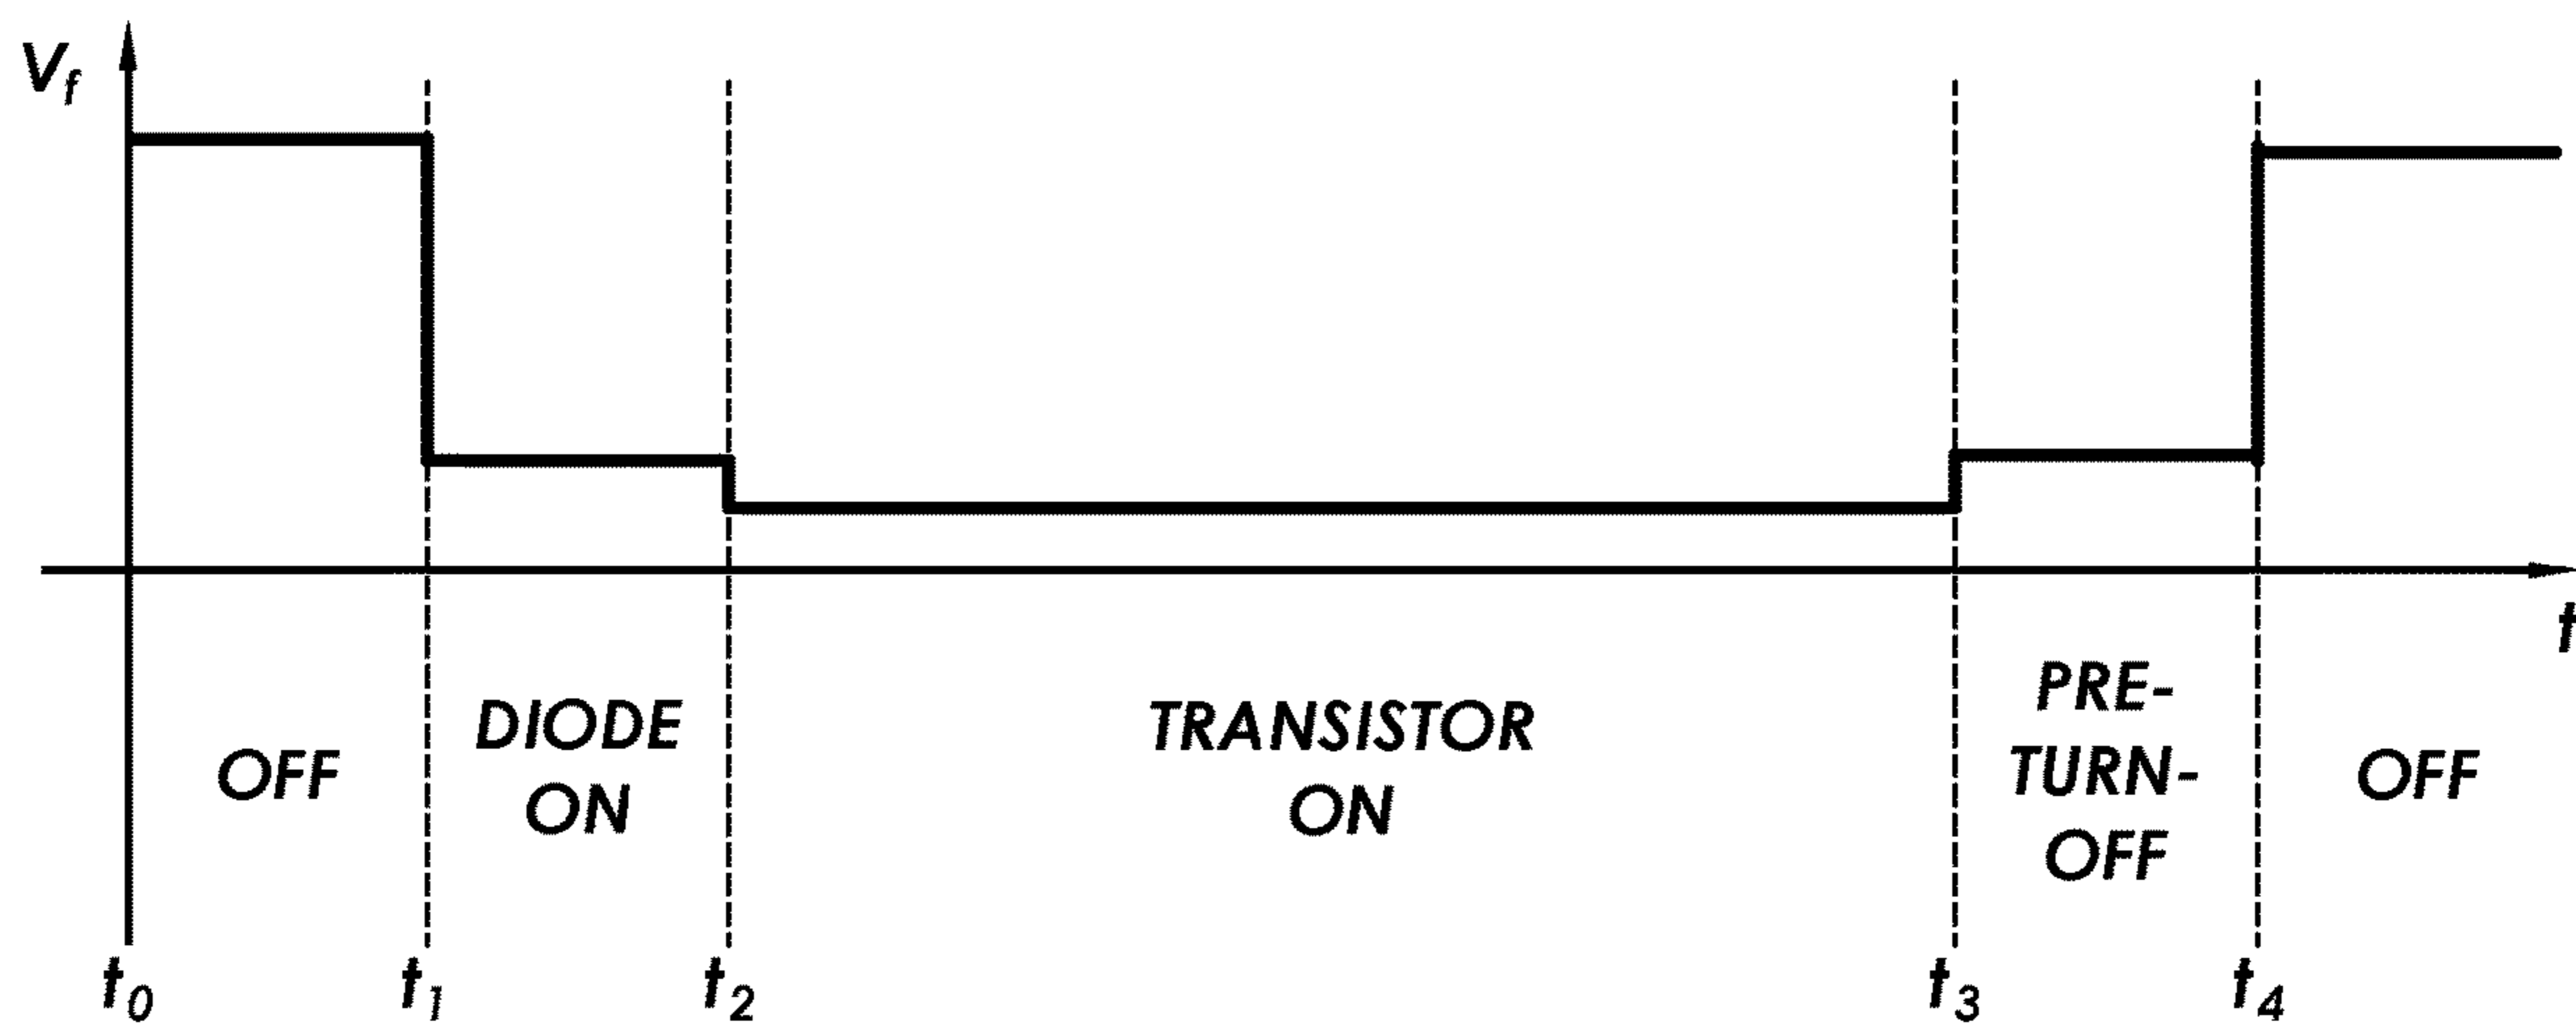 Vf
t
OFF
DIODE
ON
TRANSISTOR
ON
PRE-
TURN-
OFF
OFF
t0
t1
t2
t3
t4